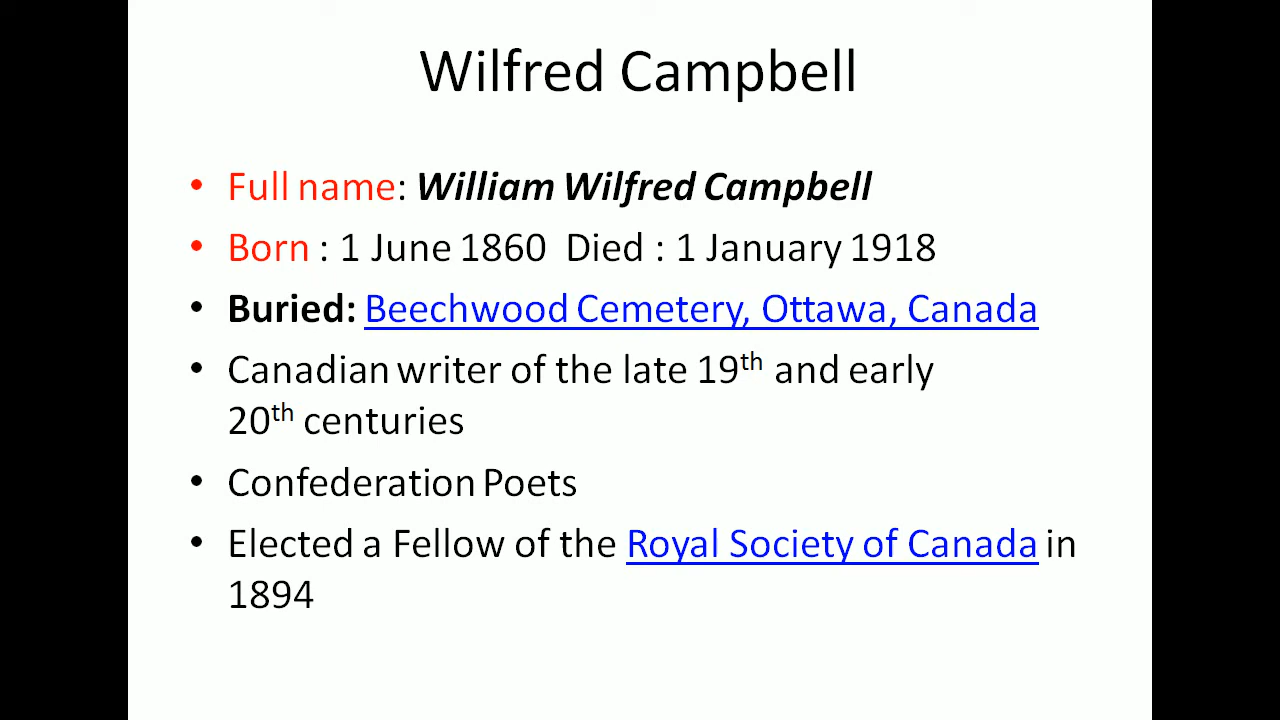 Wilfred Campbell
• Full name: William Wilfred Campbell
• Born : 1 June 1860  Died : 1 January 1918
• Buried: Beechwood Cemetery, Ottawa, Canada
• Canadian writer of the late 19th and early
20th centuries
• Confederation Poets
• Elected a Fellow of the Royal Society of Canada in
1894